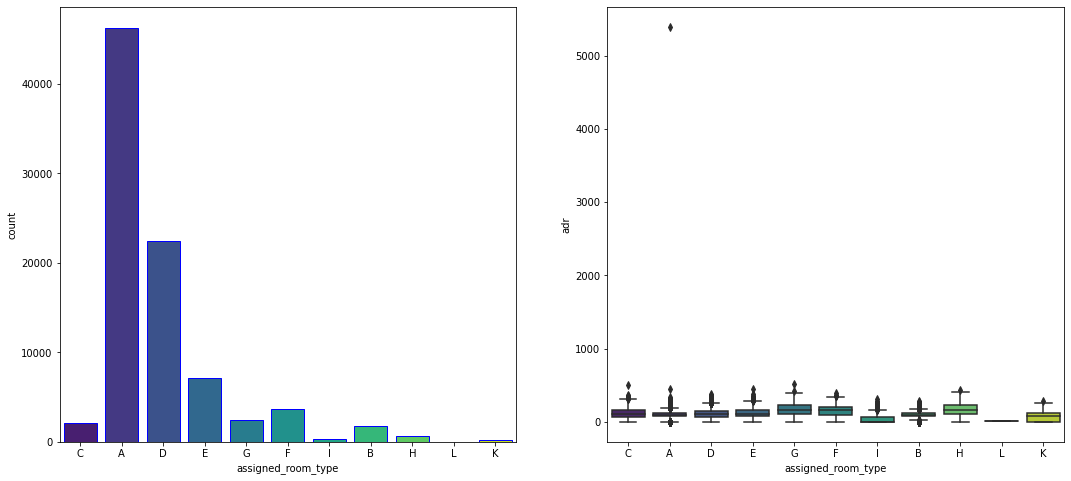 count
40000
30000
20000
10000
0
C A D E G F I B H L K
assigned_room_type
adr
5000
4000
3000
2000
1000
0
C A D E G F I B H L K
assigned_room_type